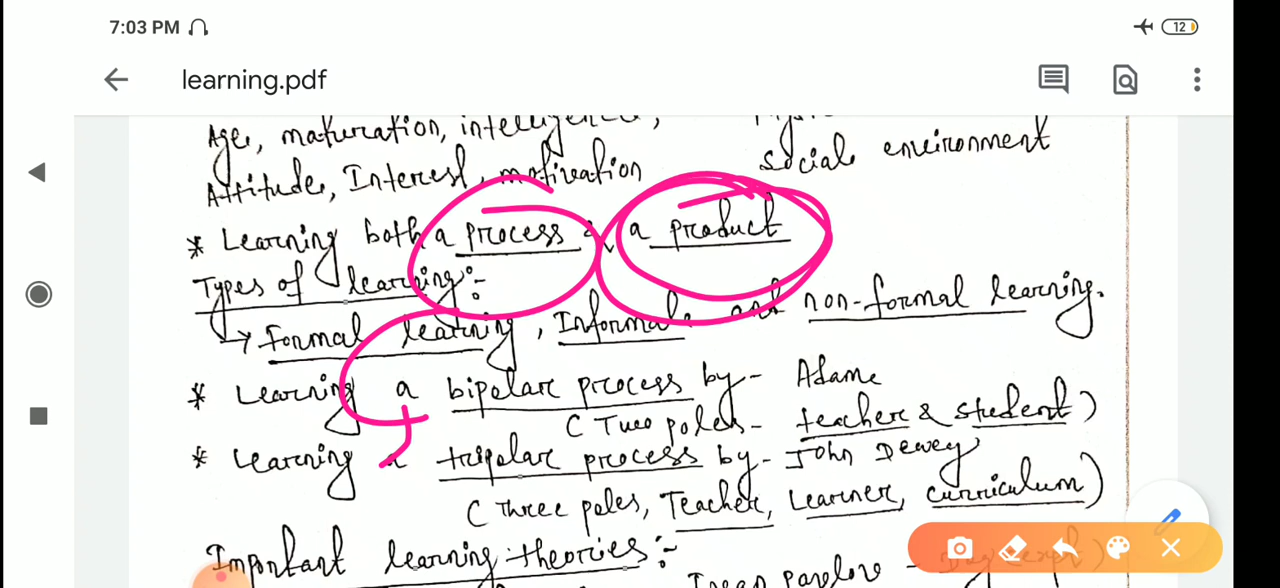 7:03 PM
12
learning.pdf
Age, maturation, intelligence,
social environment
Attitude, Interest, motivation
* Learning both a process & a product
Types of learning:-
→ Formal learning, Informal and non-formal learning.
* Learning a bipolar process by- Adame
( Two poles- teacher & student)
* Learning a tripolar process by- John Dewey
( Three poles, Teacher, Learner, curriculum)
Important learning theories:-